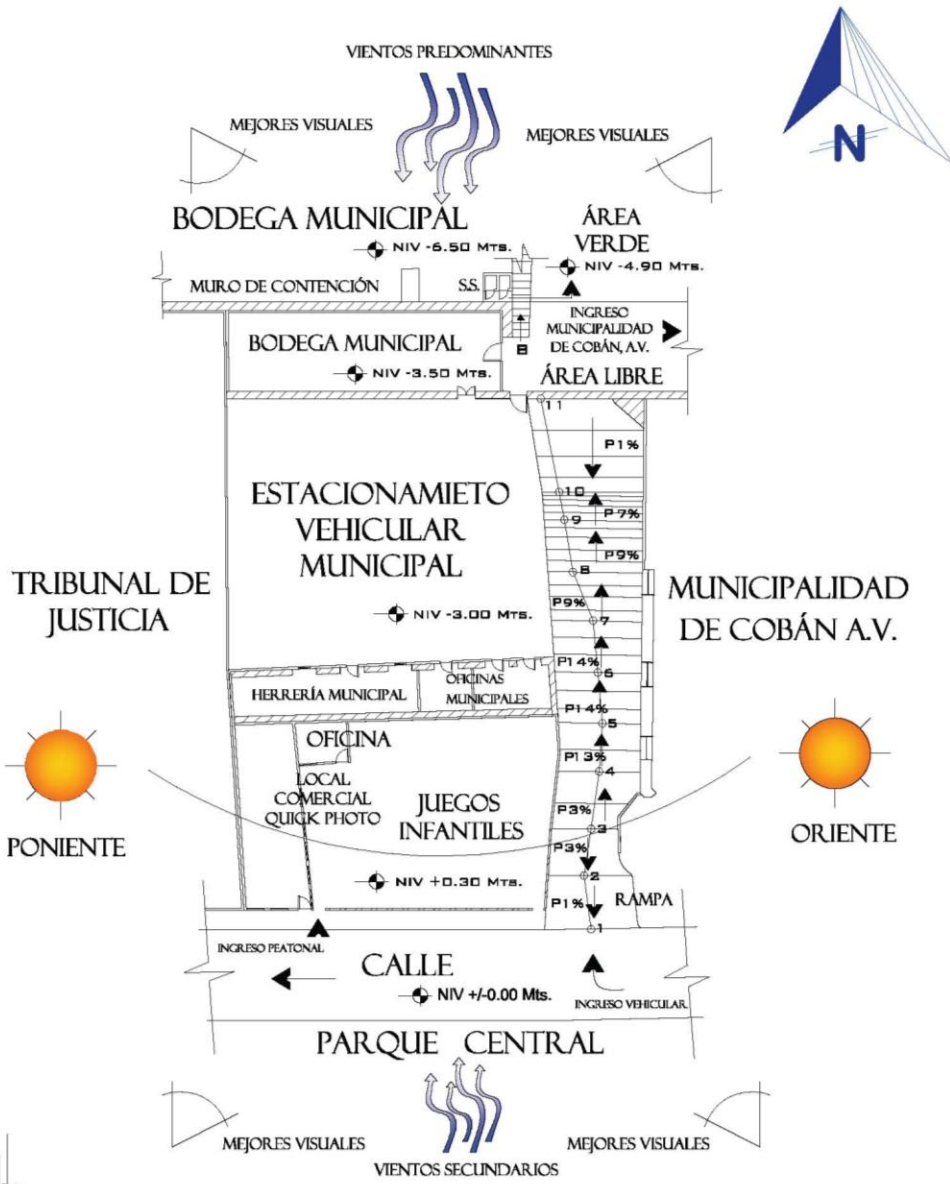 VIENTOS PREDOMINANTES
MEJORES VISUALES
MEJORES VISUALES
N
BODEGA MUNICIPAL
NIV -6.50 MTS.
ÁREA
VERDE
NIV -4.90 MTS.
MURO DE CONTENCIÓN
S.S.
INGRESO
MUNICIPALIDAD
DE COBÁN, A.V.
BODEGA MUNICIPAL
NIV -3.50 MTS.
B
ÁREA LIBRE
11
P1%
ESTACIONAMIETO
VEHICULAR
MUNICIPAL
NIV -3.00 MTS.
10
P7%
9
P9%
8
P9%
7
P14%
6
P14%
5
P13%
4
P3%
3
P3%
2
P1%
1
TRIBUNAL DE
JUSTICIA
MUNICIPALIDAD
DE COBÁN A.V.
HERRERÍA MUNICIPAL
OFICINAS
MUNICIPALES
OFICINA
LOCAL
COMERCIAL
QUICK PHOTO
JUEGOS
INFANTILES
NIV +0.30 MTS.
PONIENTE
ORIENTE
RAMPA
INGRESO PEATONAL
CALLE
NIV +/-0.00 Mts.
INGRESO VEHICULAR
PARQUE CENTRAL
MEJORES VISUALES
MEJORES VISUALES
VIENTOS SECUNDARIOS